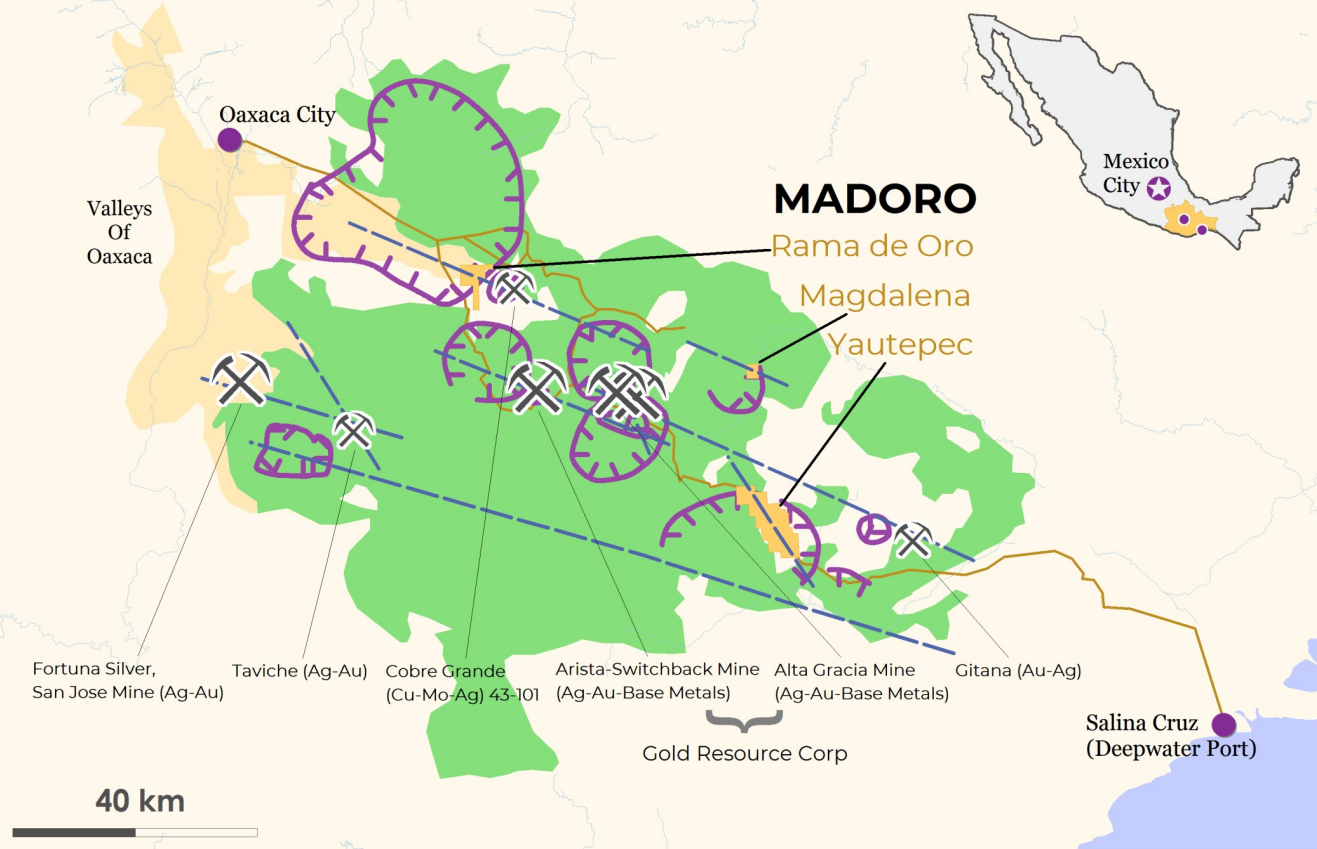 Oaxaca City
Valleys
Of
Oaxaca
Mexico
City
MADORO
Rama de Oro
Magdalena
Yautepec
Fortuna Silver,
San Jose Mine (Ag-Au)
Taviche (Ag-Au)
Cobre Grande
(Cu-Mo-Ag) 43-101
Arista-Switchback Mine
(Ag-Au-Base Metals)
Alta Gracia Mine
(Ag-Au-Base Metals)
Gitana (Au-Ag)
Gold Resource Corp
Salina Cruz
(Deepwater Port)
40 km